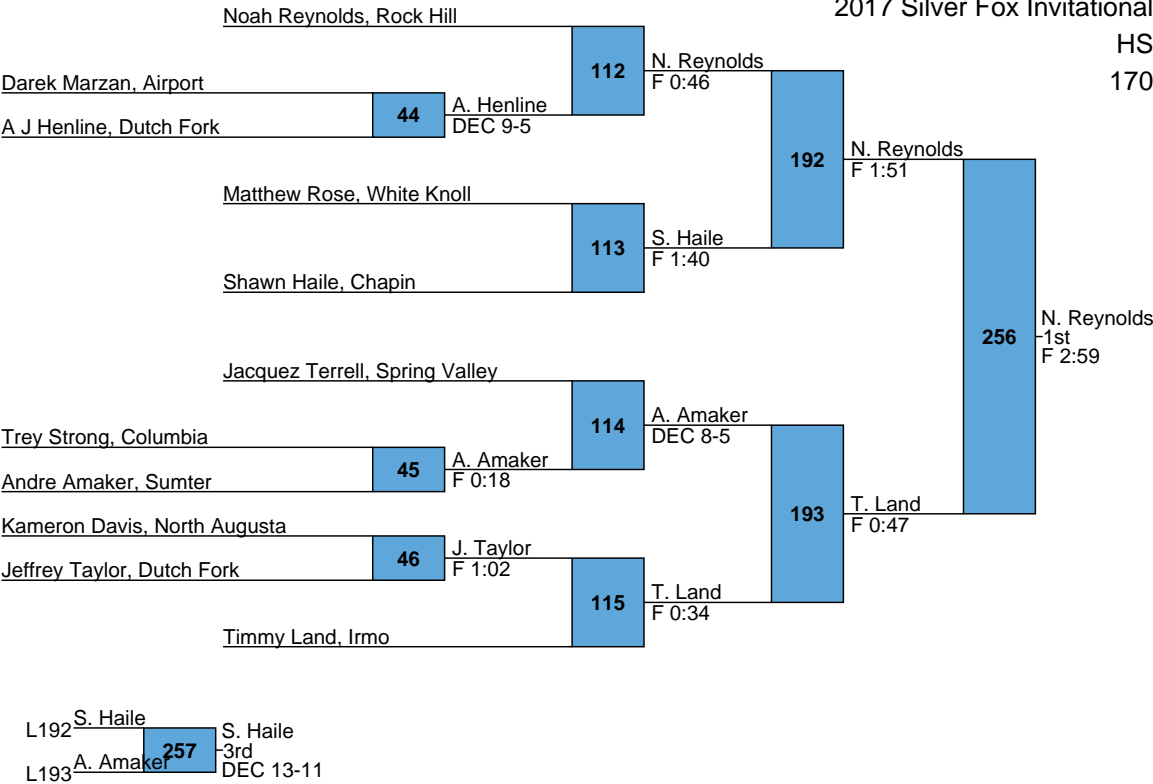 2017 Silver Fox Invitational
HS
170
Noah Reynolds, Rock Hill
112
N. Reynolds
F 0:46
Darek Marzan, Airport
44
A. Henline
DEC 9-5
A J Henline, Dutch Fork
192
N. Reynolds
F 1:51
Matthew Rose, White Knoll
113
S. Haile
F 1:40
Shawn Haile, Chapin
256
N. Reynolds
1st
F 2:59
Jacquez Terrell, Spring Valley
114
A. Amaker
DEC 8-5
Trey Strong, Columbia
45
A. Amaker
F 0:18
Andre Amaker, Sumter
193
T. Land
F 0:47
Kameron Davis, North Augusta
46
J. Taylor
F 1:02
Jeffrey Taylor, Dutch Fork
115
T. Land
F 0:34
Timmy Land, Irmo
L192 S. Haile
257
S. Haile
3rd
DEC 13-11
L193 A. Amaker